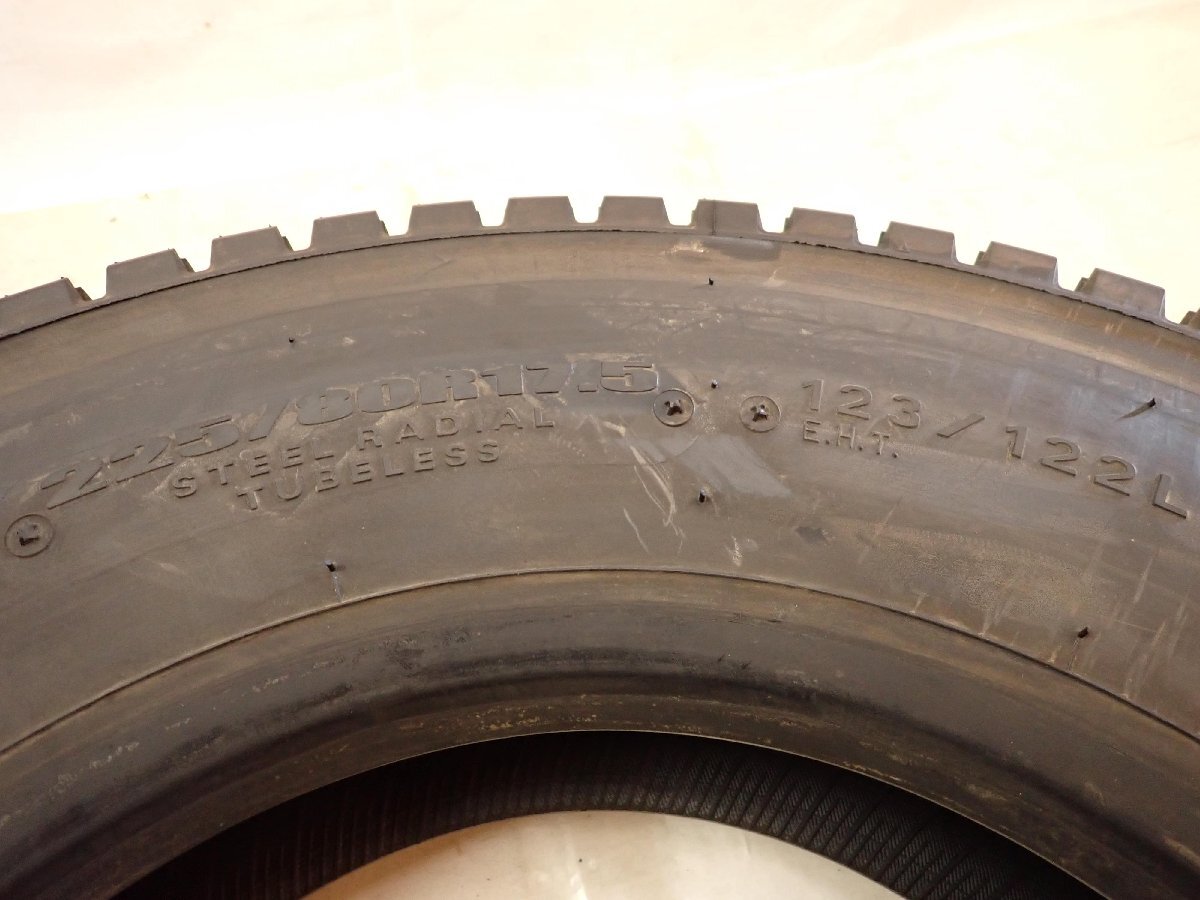 225/80R17.5
STEEL RADIAL
TUBELESS
123/122L
E.H.T.